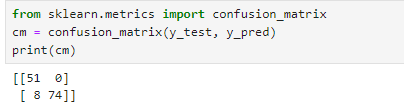 from sklearn.metrics import confusion_matrix
cm = confusion_matrix(y_test, y_pred)
print(cm)
[[51  0]
 [ 8 74]]